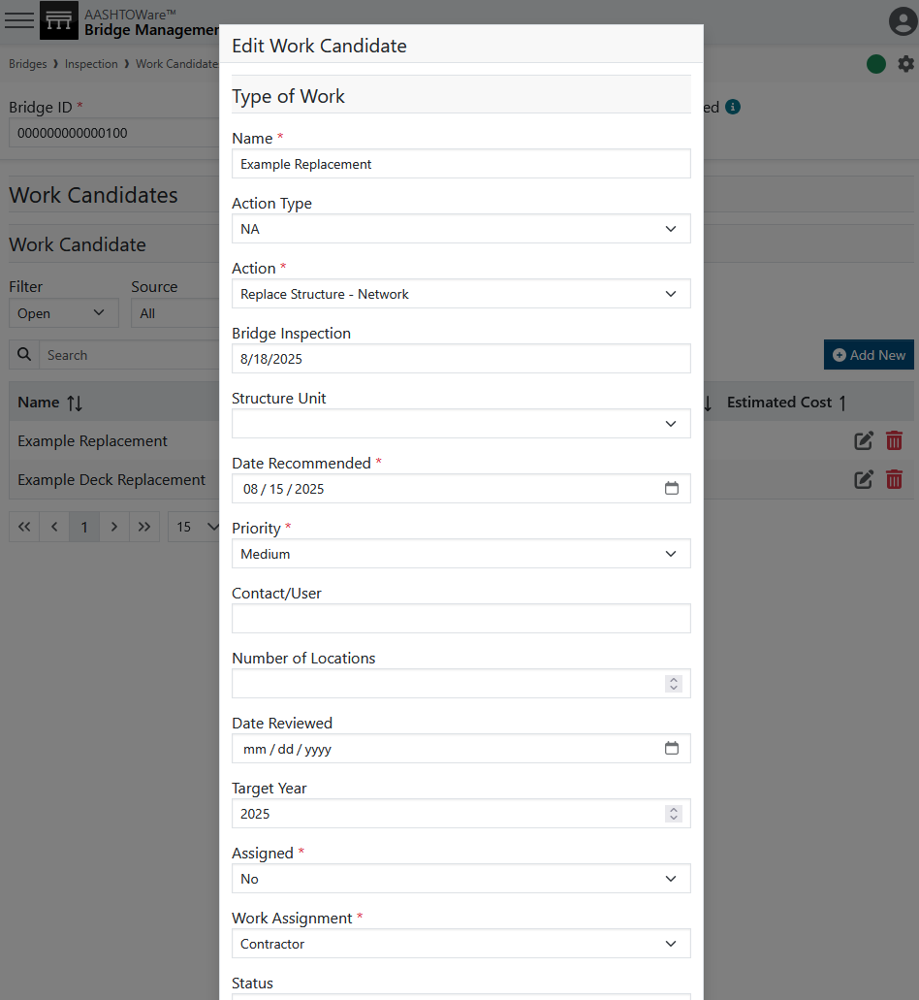 AASHTOWare™
Bridge Managemen
Bridges › Inspection › Work Candidate
Bridge ID *
000000000000100
ed
Work Candidates
Work Candidate
Filter
Source
Open
All
Search
Add New
Name
Estimated Cost
Example Replacement
Example Deck Replacement
1
15
Edit Work Candidate
Type of Work
Name *
Example Replacement
Action Type
NA
Action *
Replace Structure - Network
Bridge Inspection
8/18/2025
Structure Unit
Date Recommended *
08 / 15 / 2025
Priority *
Medium
Contact/User
Number of Locations
Date Reviewed
mm / dd / yyyy
Target Year
2025
Assigned *
No
Work Assignment *
Contractor
Status